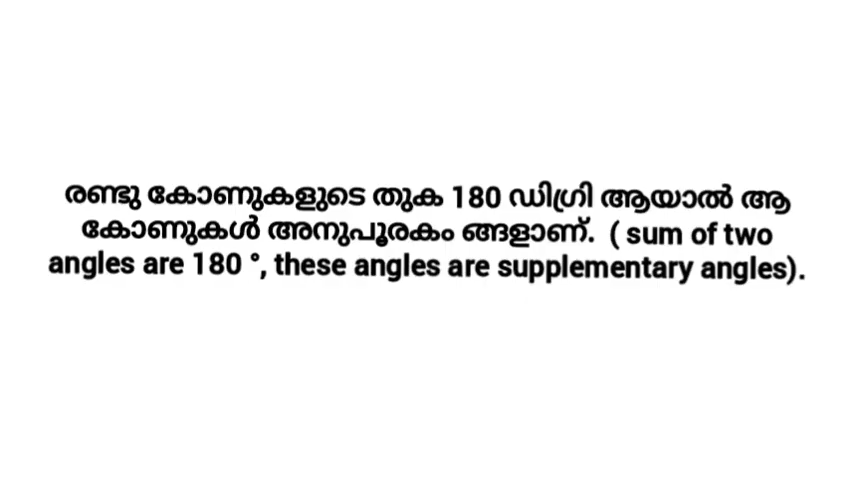 രണ്ടു കോണുകളുടെ തുക 180 ഡിഗ്രി ആയാൽ ആ
കോണുകൾ അനുപൂരകം ങ്ങളാണ്. ( sum of two
angles are 180 °, these angles are supplementary angles).